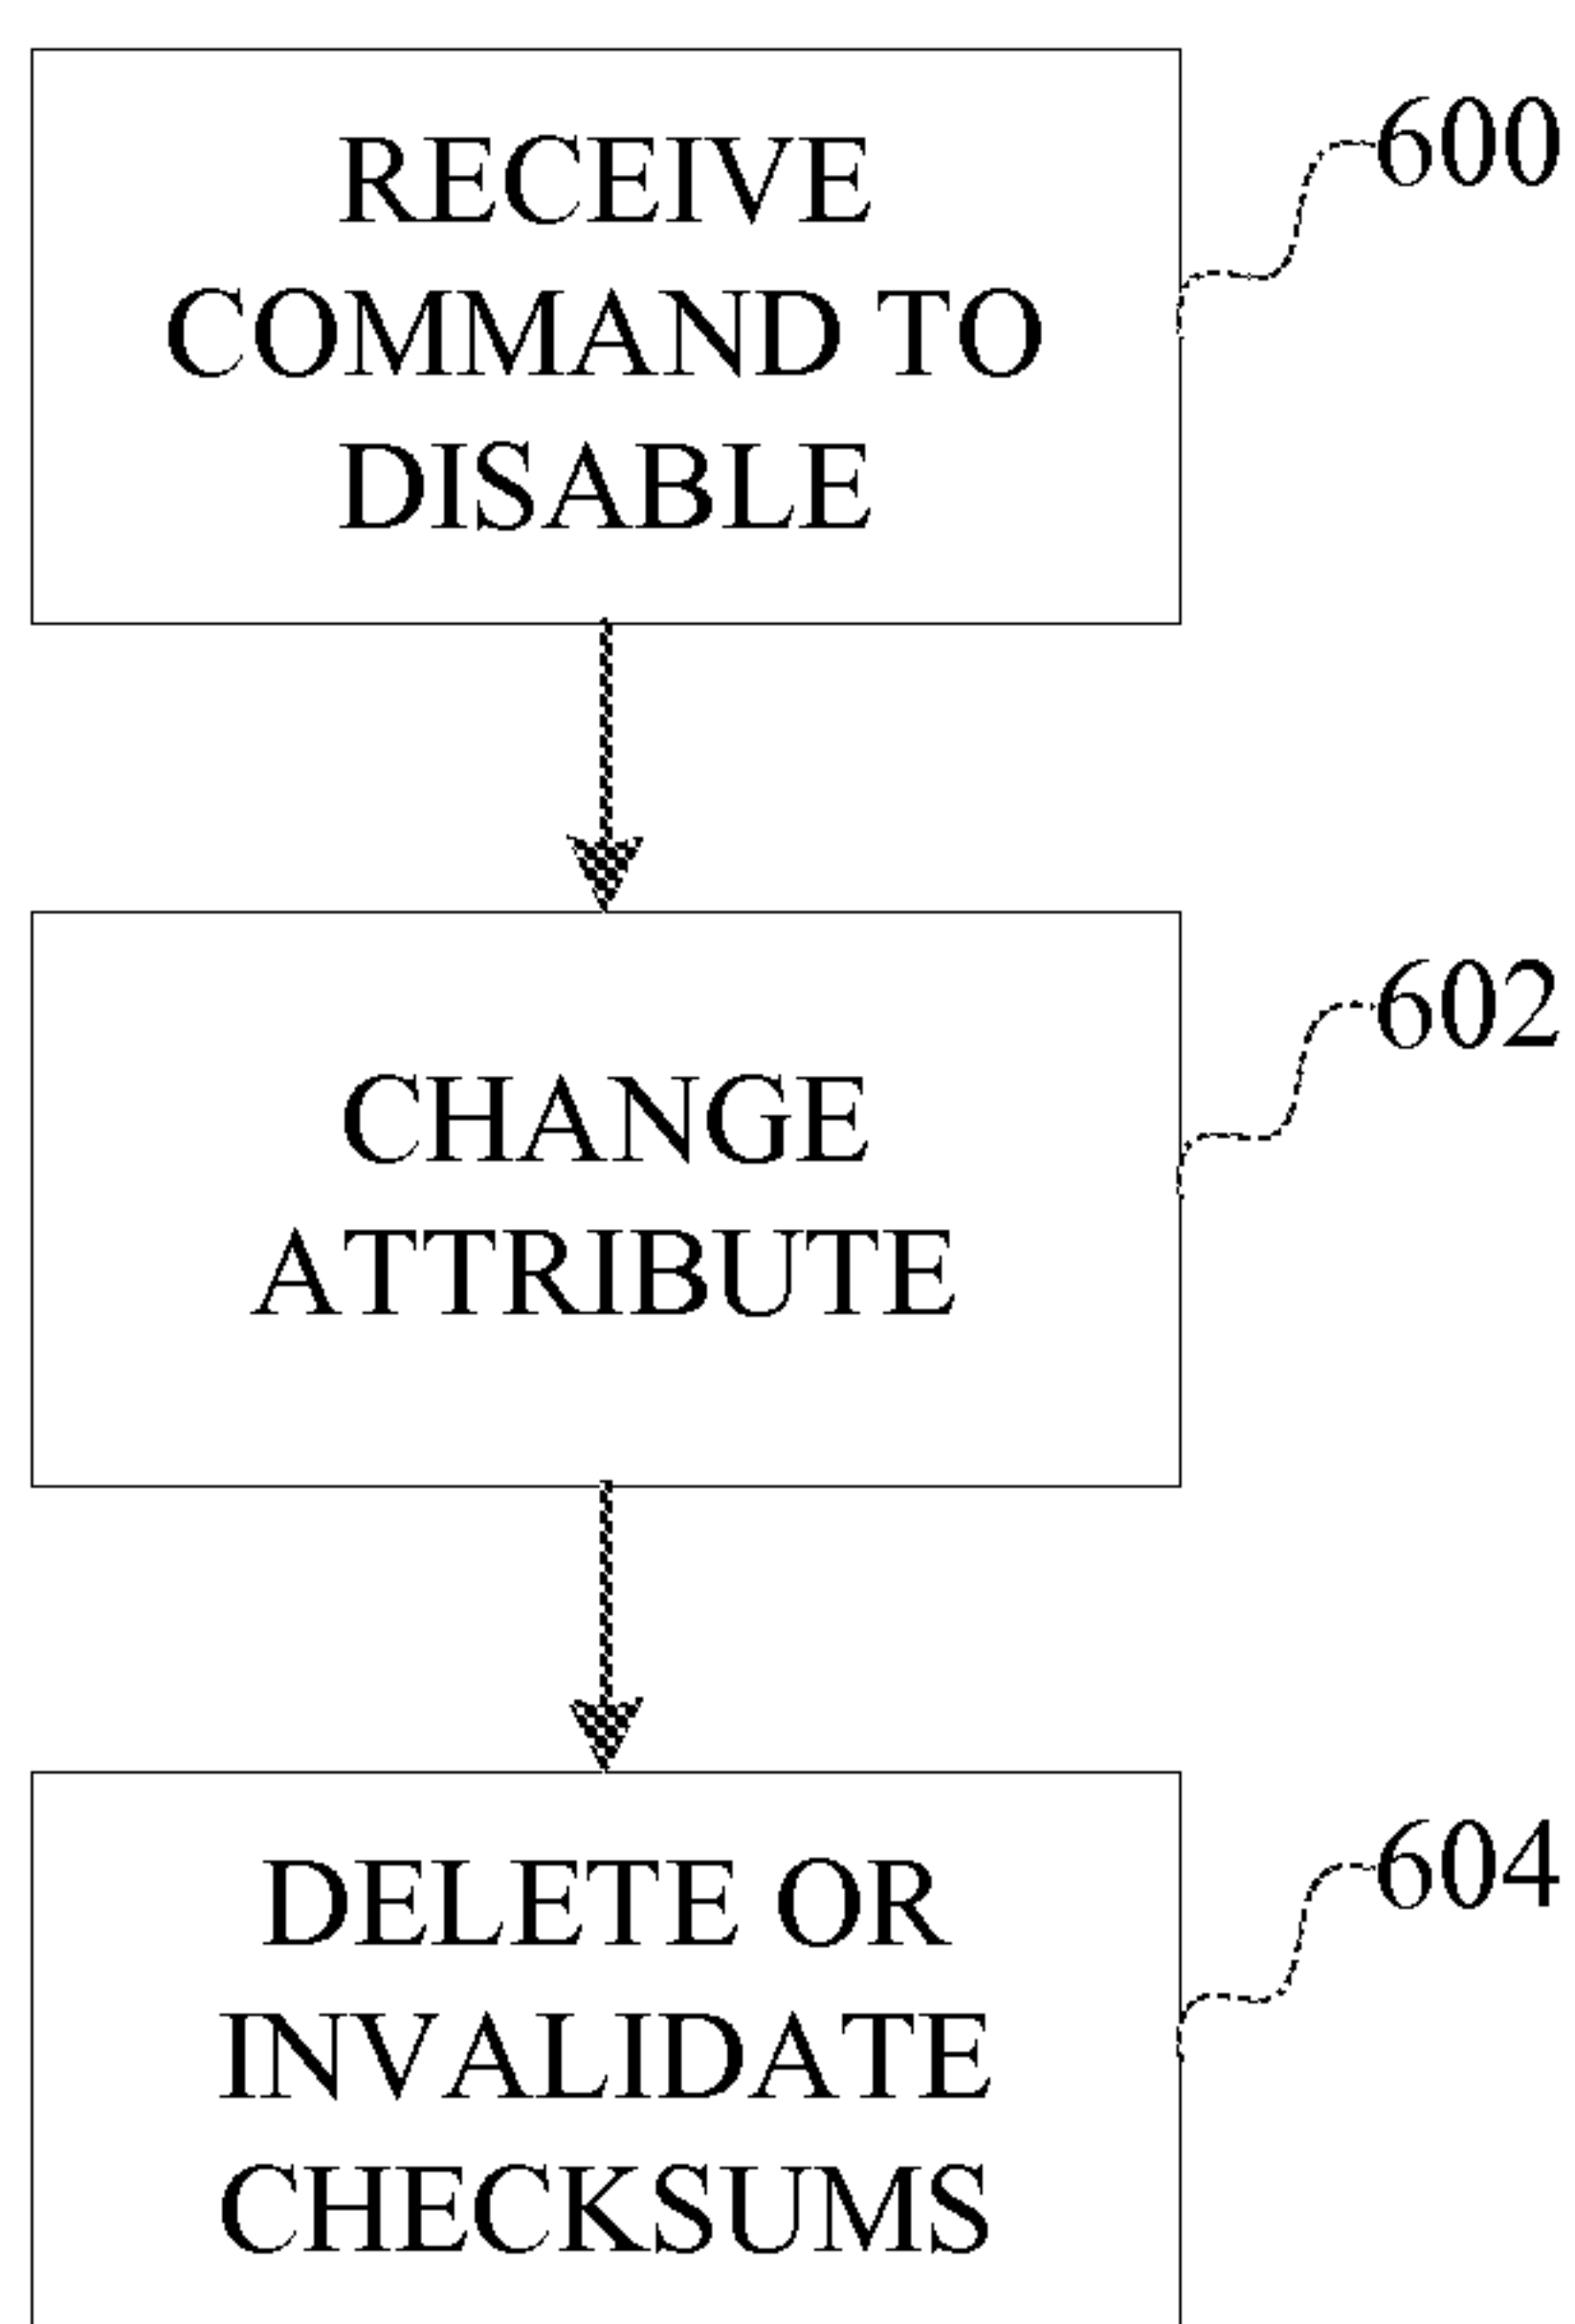 RECEIVE
COMMAND TO
DISABLE
600
CHANGE
ATTRIBUTE
602
DELETE OR
INVALIDATE
CHECKSUMS
604